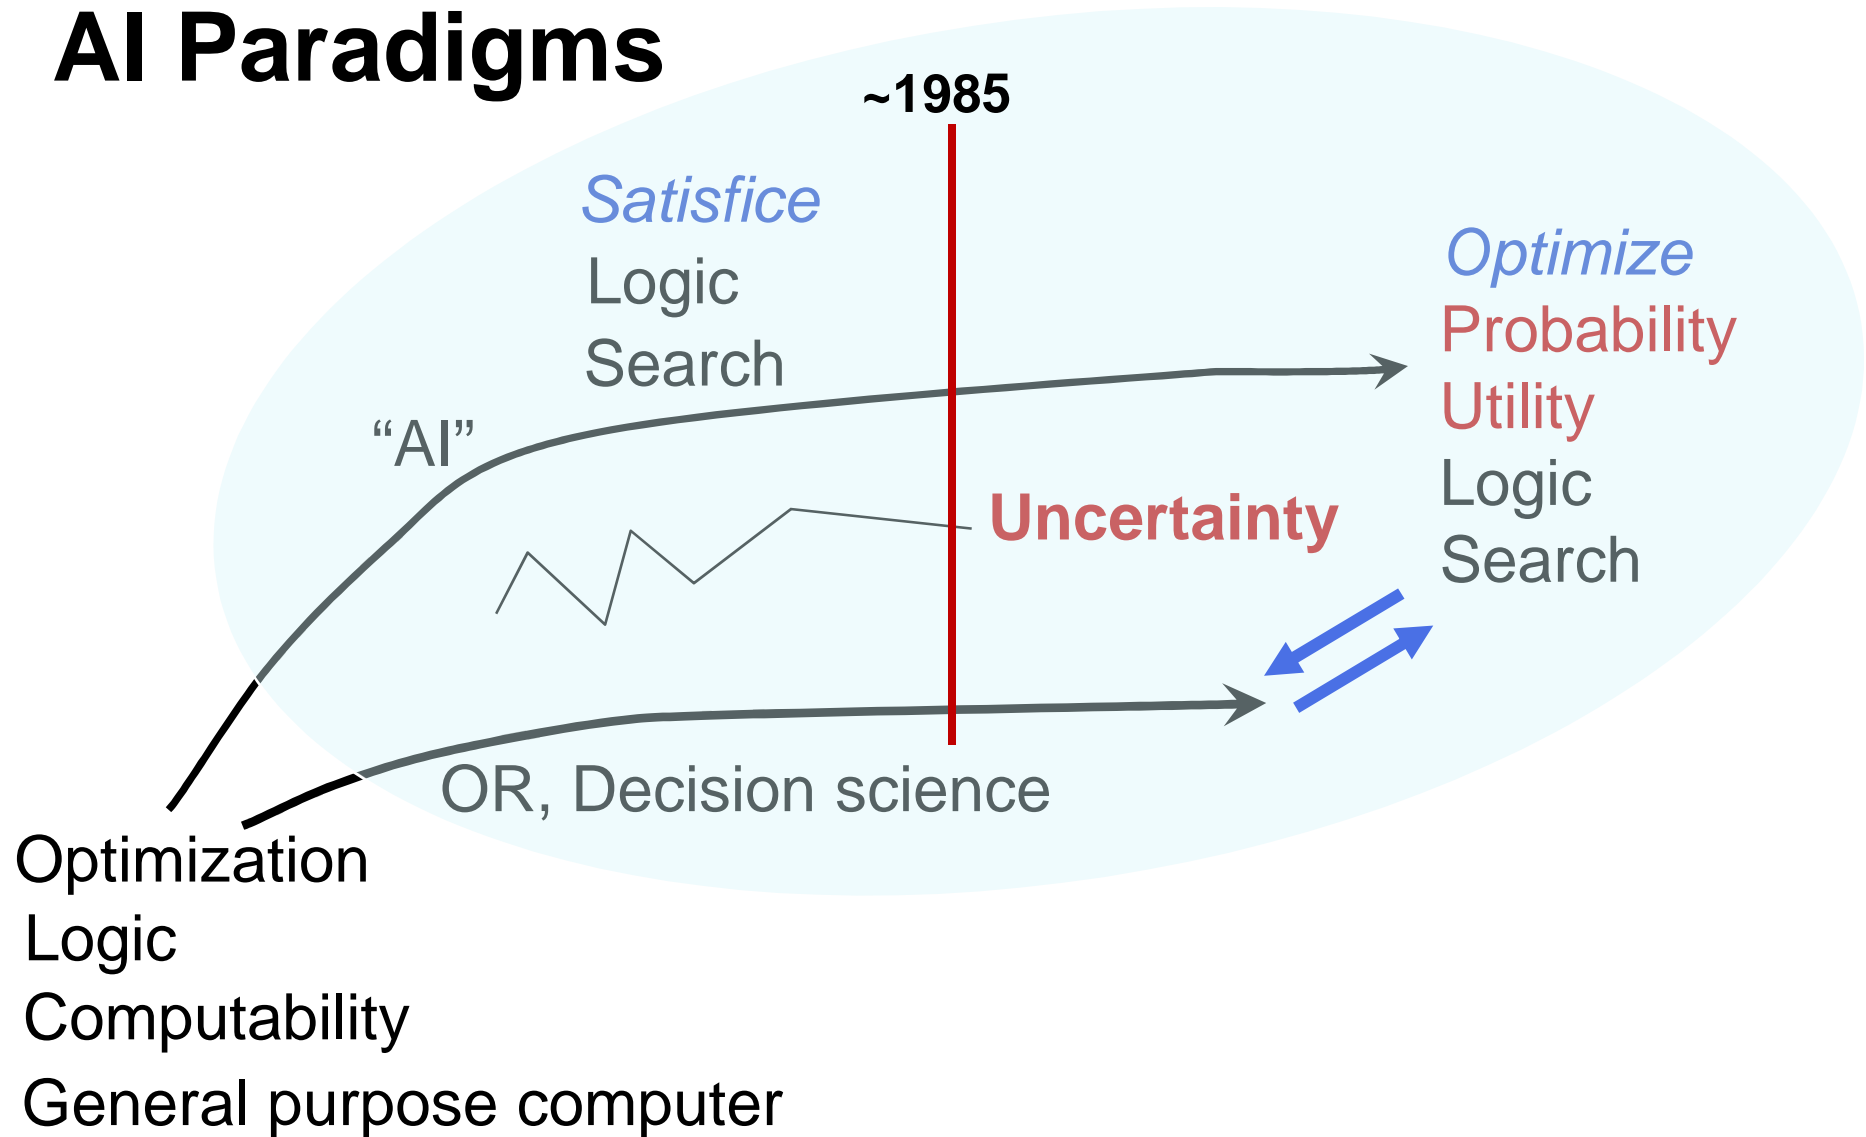 AI Paradigms
~1985
Satisfice
Logic
Search
“AI”
Optimize
Probability
Utility
Logic
Search
Uncertainty
OR, Decision science
Optimization
Logic
Computability
General purpose computer